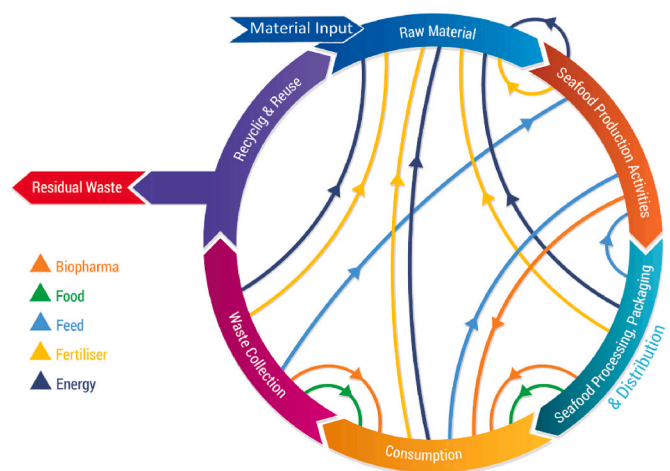 Material Input
Raw Material
Seafood Production Activities
Seafood Processing, Packaging
& Distribution
Consumption
Waste Collection
Recyclig & Reuse
Residual Waste
Biopharma
Food
Feed
Fertiliser
Energy